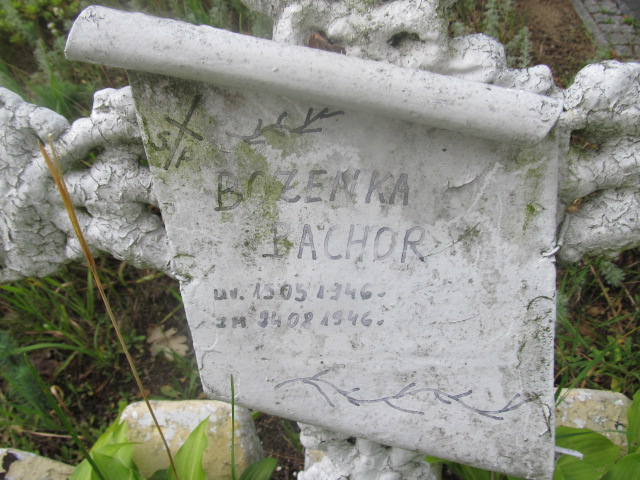 Ś P
BOŻENKA
BACHOR
ur. 15 05 1946.
zm 24 08 1946.